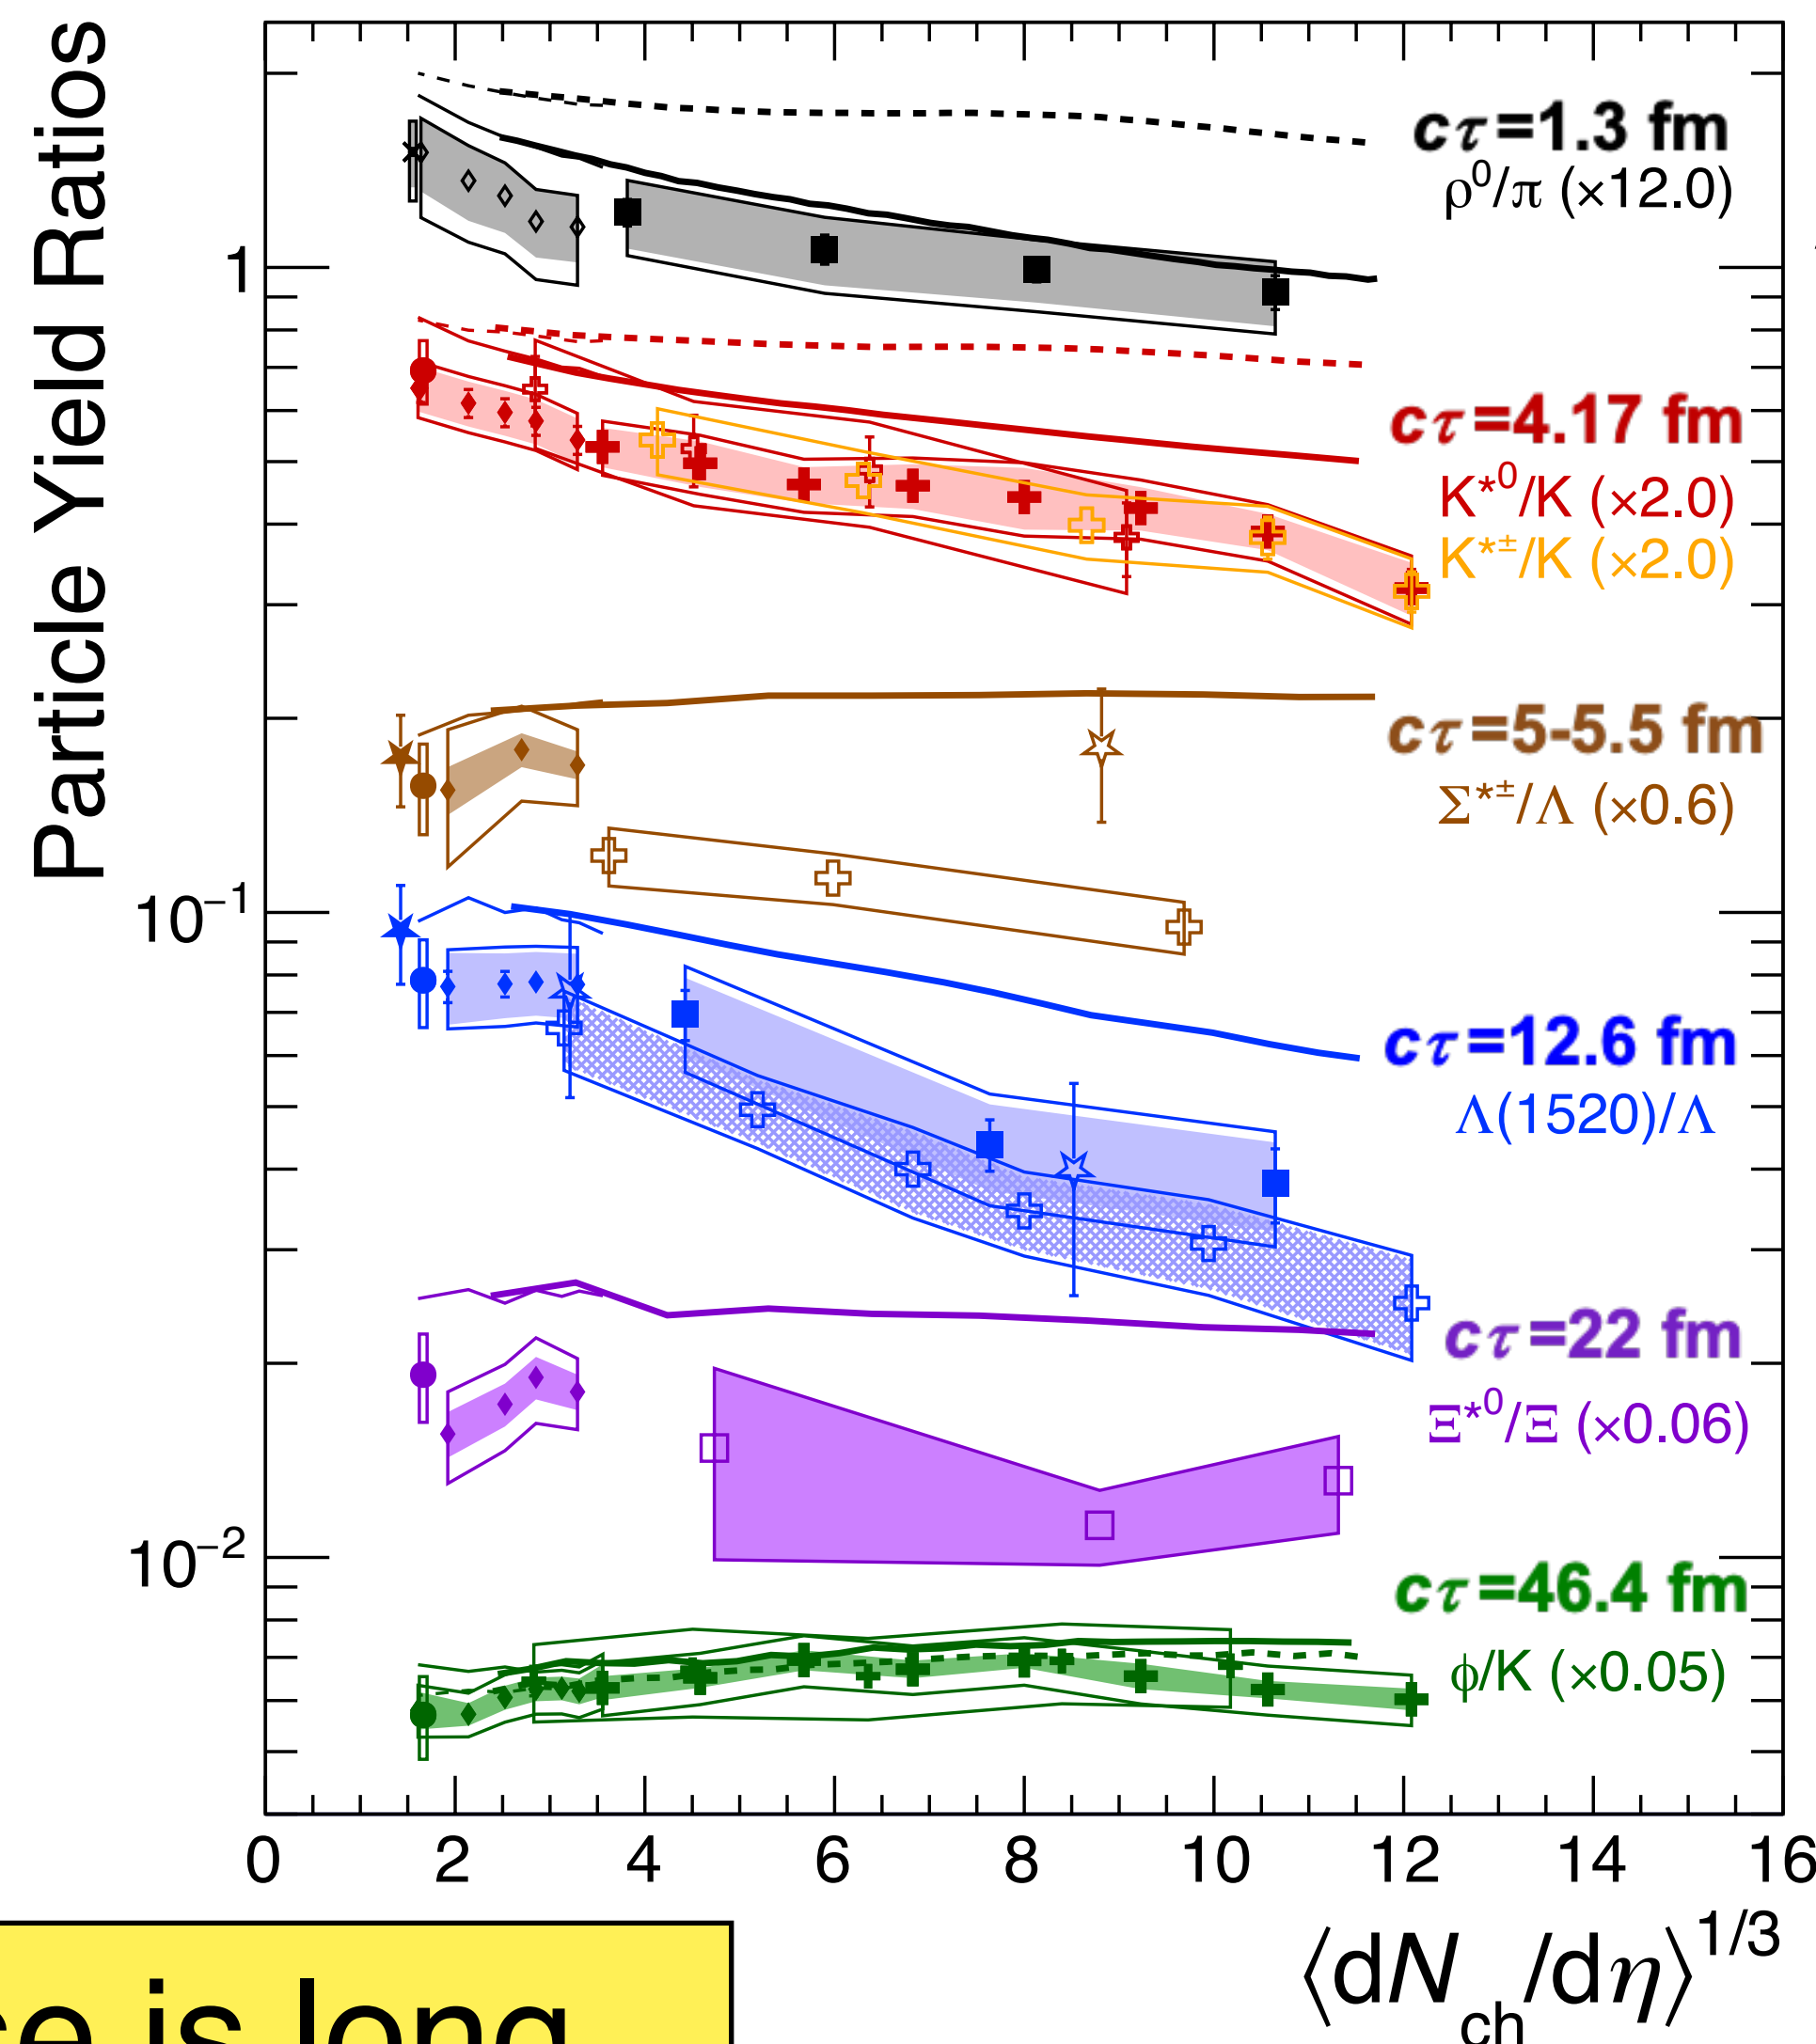 Particle Yield Ratios
1
10⁻¹
10⁻²
cτ=1.3 fm
ρ⁰/π (×12.0)
cτ=4.17 fm
K*⁰/K (×2.0)
K*±/K (×2.0)
cτ=5-5.5 fm
Σ*±/Λ (×0.6)
cτ=12.6 fm
Λ(1520)/Λ
cτ=22 fm
Ξ*⁰/Ξ (×0.06)
cτ=46.4 fm
ϕ/K (×0.05)
0 2 4 6 8 10 12 14 16
⟨dN_ch/dη⟩^1/3
is long